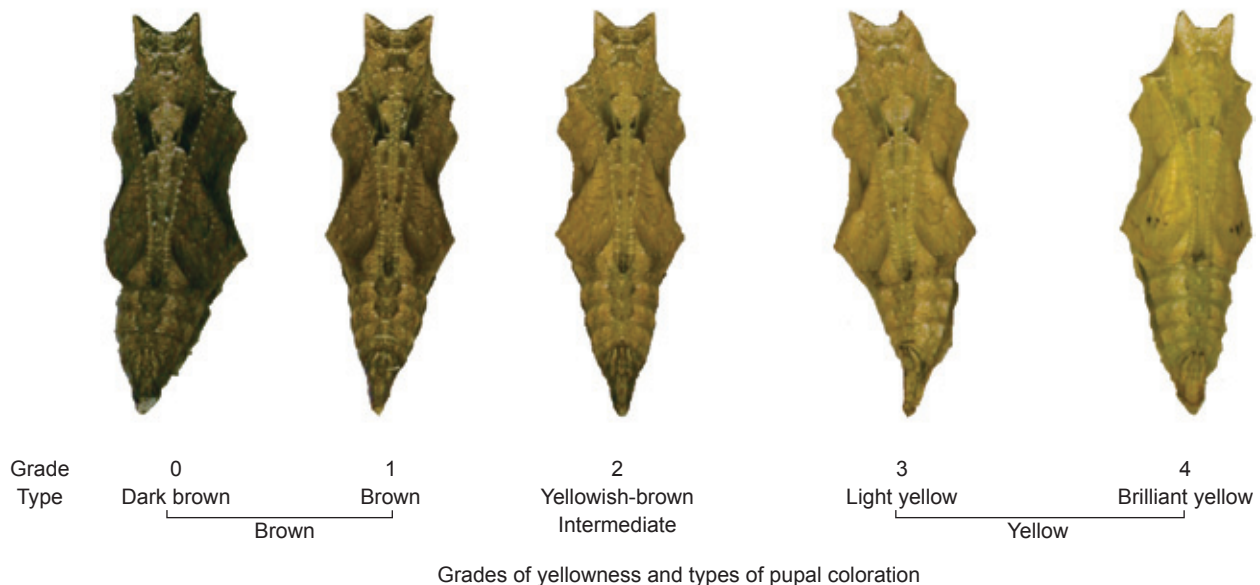 Grade 0 1 2 3 4
Type Dark brown Brown Yellowish-brown Light yellow Brilliant yellow
Brown Intermediate Yellow
Grades of yellowness and types of pupal coloration